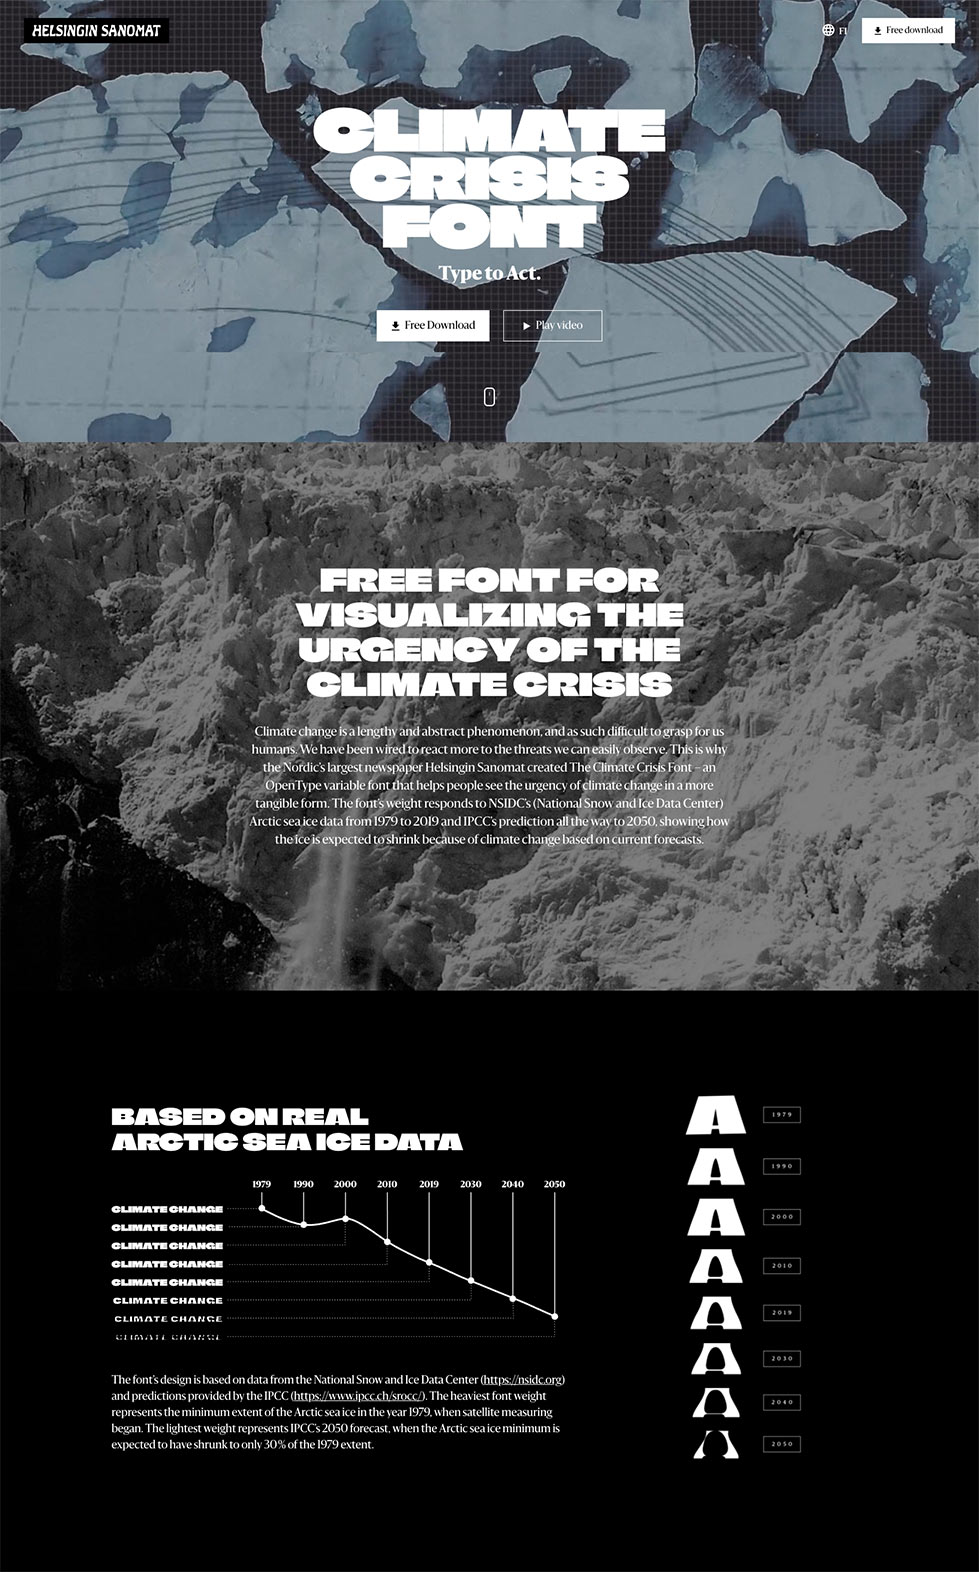 HELSINGIN SANOMAT
FI
Free download
CLIMATE
CRISIS
FONT
Type to Act.
Free Download
Play video
FREE FONT FOR
VISUALIZING THE
URGENCY OF THE
CLIMATE CRISIS
Climate change is a lengthy and abstract phenomenon, and as such difficult to grasp for us
humans. We have been wired to react more to the threats we can easily observe. This is why
the Nordic's largest newspaper Helsingin Sanomat created The Climate Crisis Font – an
OpenType variable font that helps people see the urgency of climate change in a more
tangible form. The font's weight responds to NSIDC's (National Snow and Ice Data Center)
Arctic sea ice data from 1979 to 2019 and IPCC's prediction all the way to 2050, showing how
the ice is expected to shrink because of climate change based on current forecasts.
BASED ON REAL
ARCTIC SEA ICE DATA
1979 1990 2000 2010 2019 2030 2040 2050
CLIMATE CHANGE
CLIMATE CHANGE
CLIMATE CHANGE
CLIMATE CHANGE
CLIMATE CHANGE
CLIMATE CHANGE
CLIMATE CHANGE
CLIMATE CHANGE
The font's design is based on data from the National Snow and Ice Data Center (https://nsidc.org)
and predictions provided by the IPCC (https://www.ipcc.ch/srocc/). The heaviest font weight
represents the minimum extent of the Arctic sea ice in the year 1979, when satellite measuring
began. The lightest weight represents IPCC's 2050 forecast, when the Arctic sea ice minimum is
expected to have shrunk to only 30% of the 1979 extent.
A 1979
A 1990
A 2000
A 2010
A 2019
A 2030
A 2040
A 2050